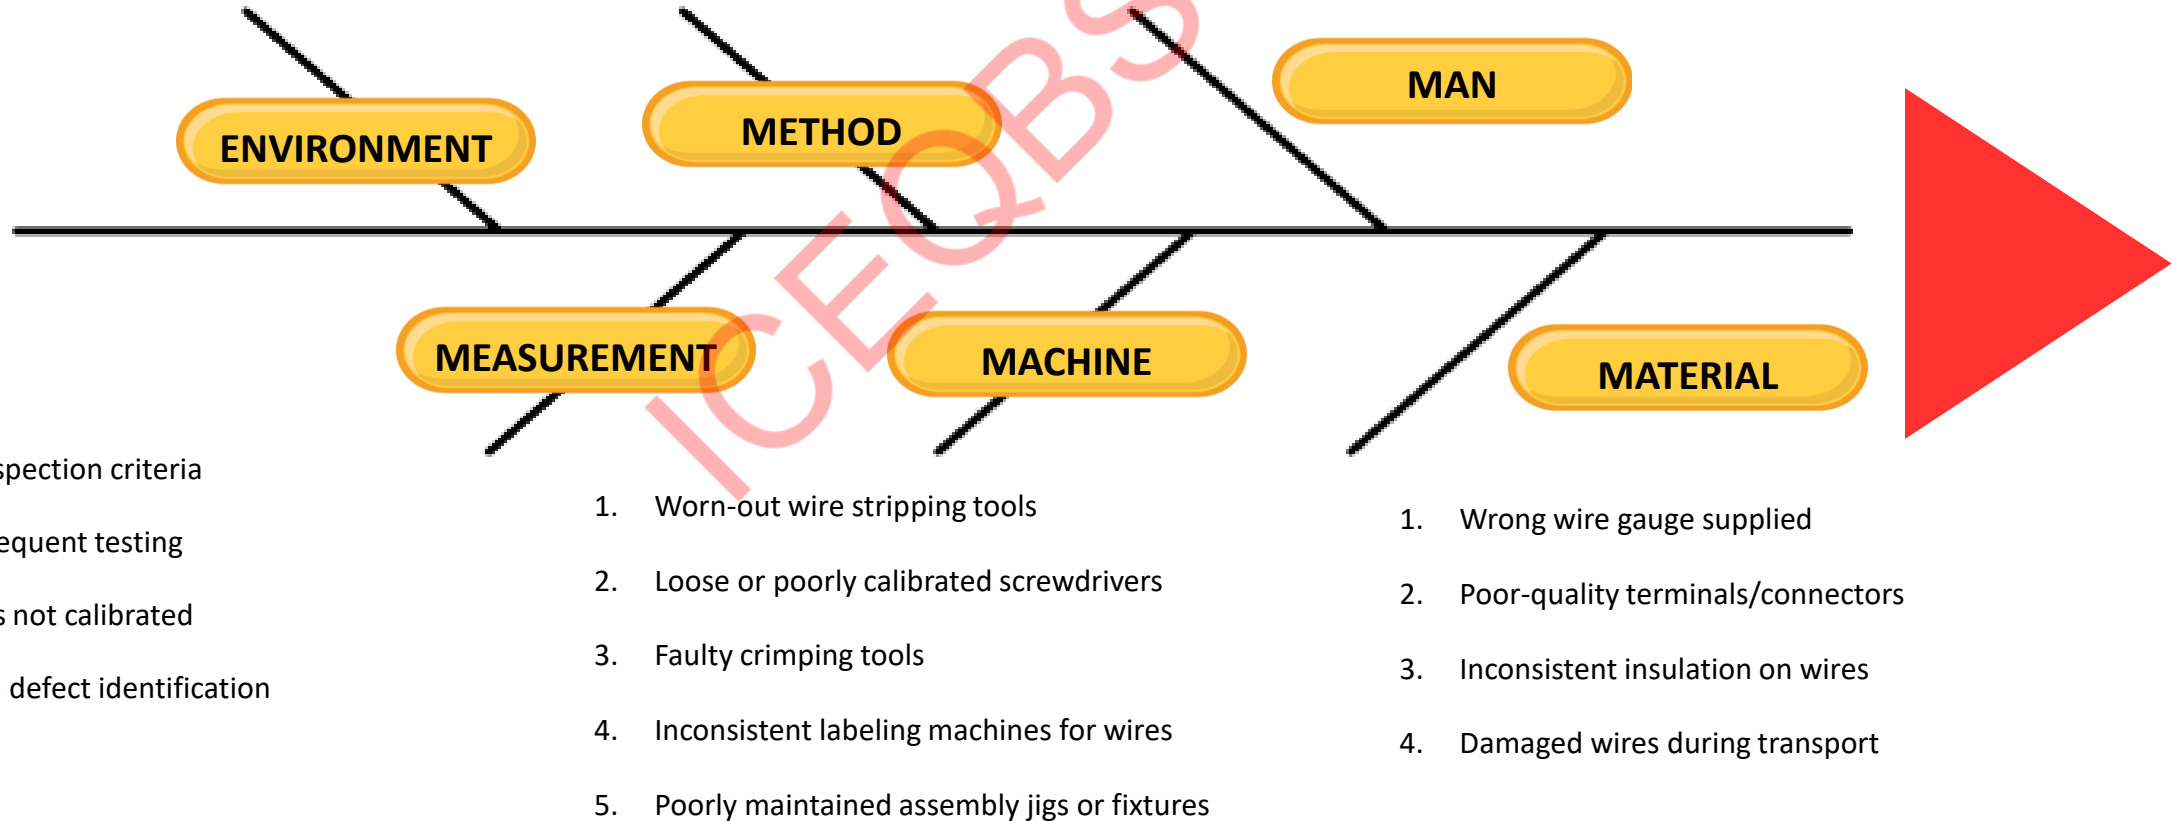 MAN
METHOD
ENVIRONMENT
ICEQBS
MEASUREMENT
MACHINE
MATERIAL
spection criteria
equent testing
s not calibrated
defect identification
1. Worn-out wire stripping tools
2. Loose or poorly calibrated screwdrivers
3. Faulty crimping tools
4. Inconsistent labeling machines for wires
5. Poorly maintained assembly jigs or fixtures
1. Wrong wire gauge supplied
2. Poor-quality terminals/connectors
3. Inconsistent insulation on wires
4. Damaged wires during transport